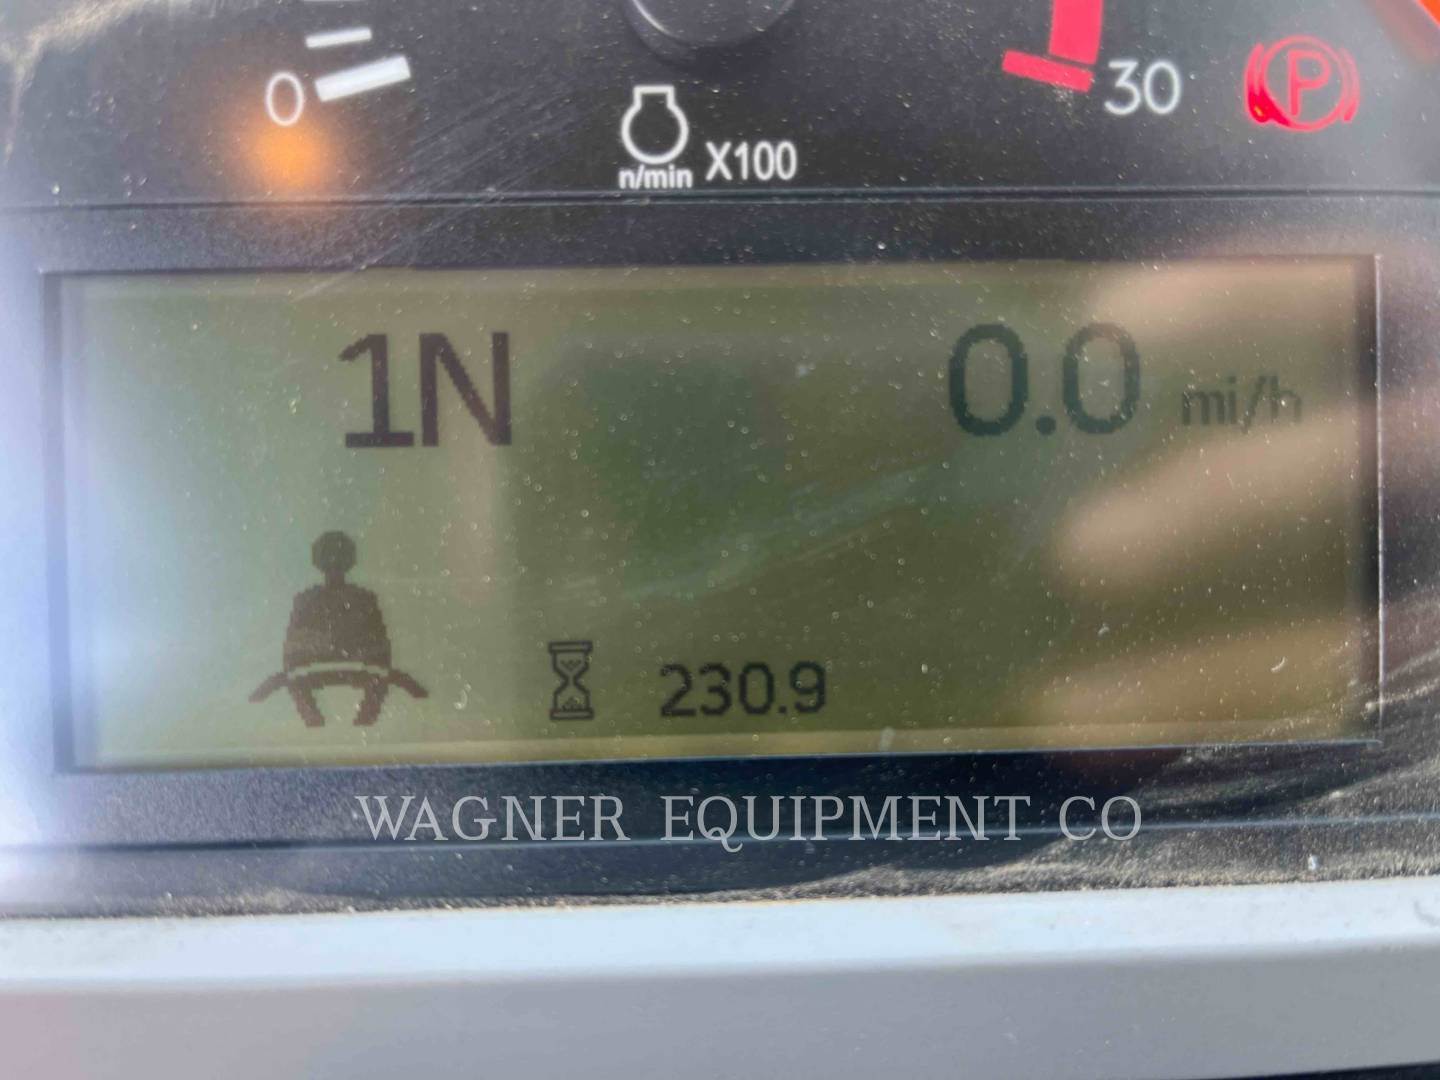 0
30
P
n/min X100
1N 0.0 mi/h
230.9
WAGNER EQUIPMENT CO